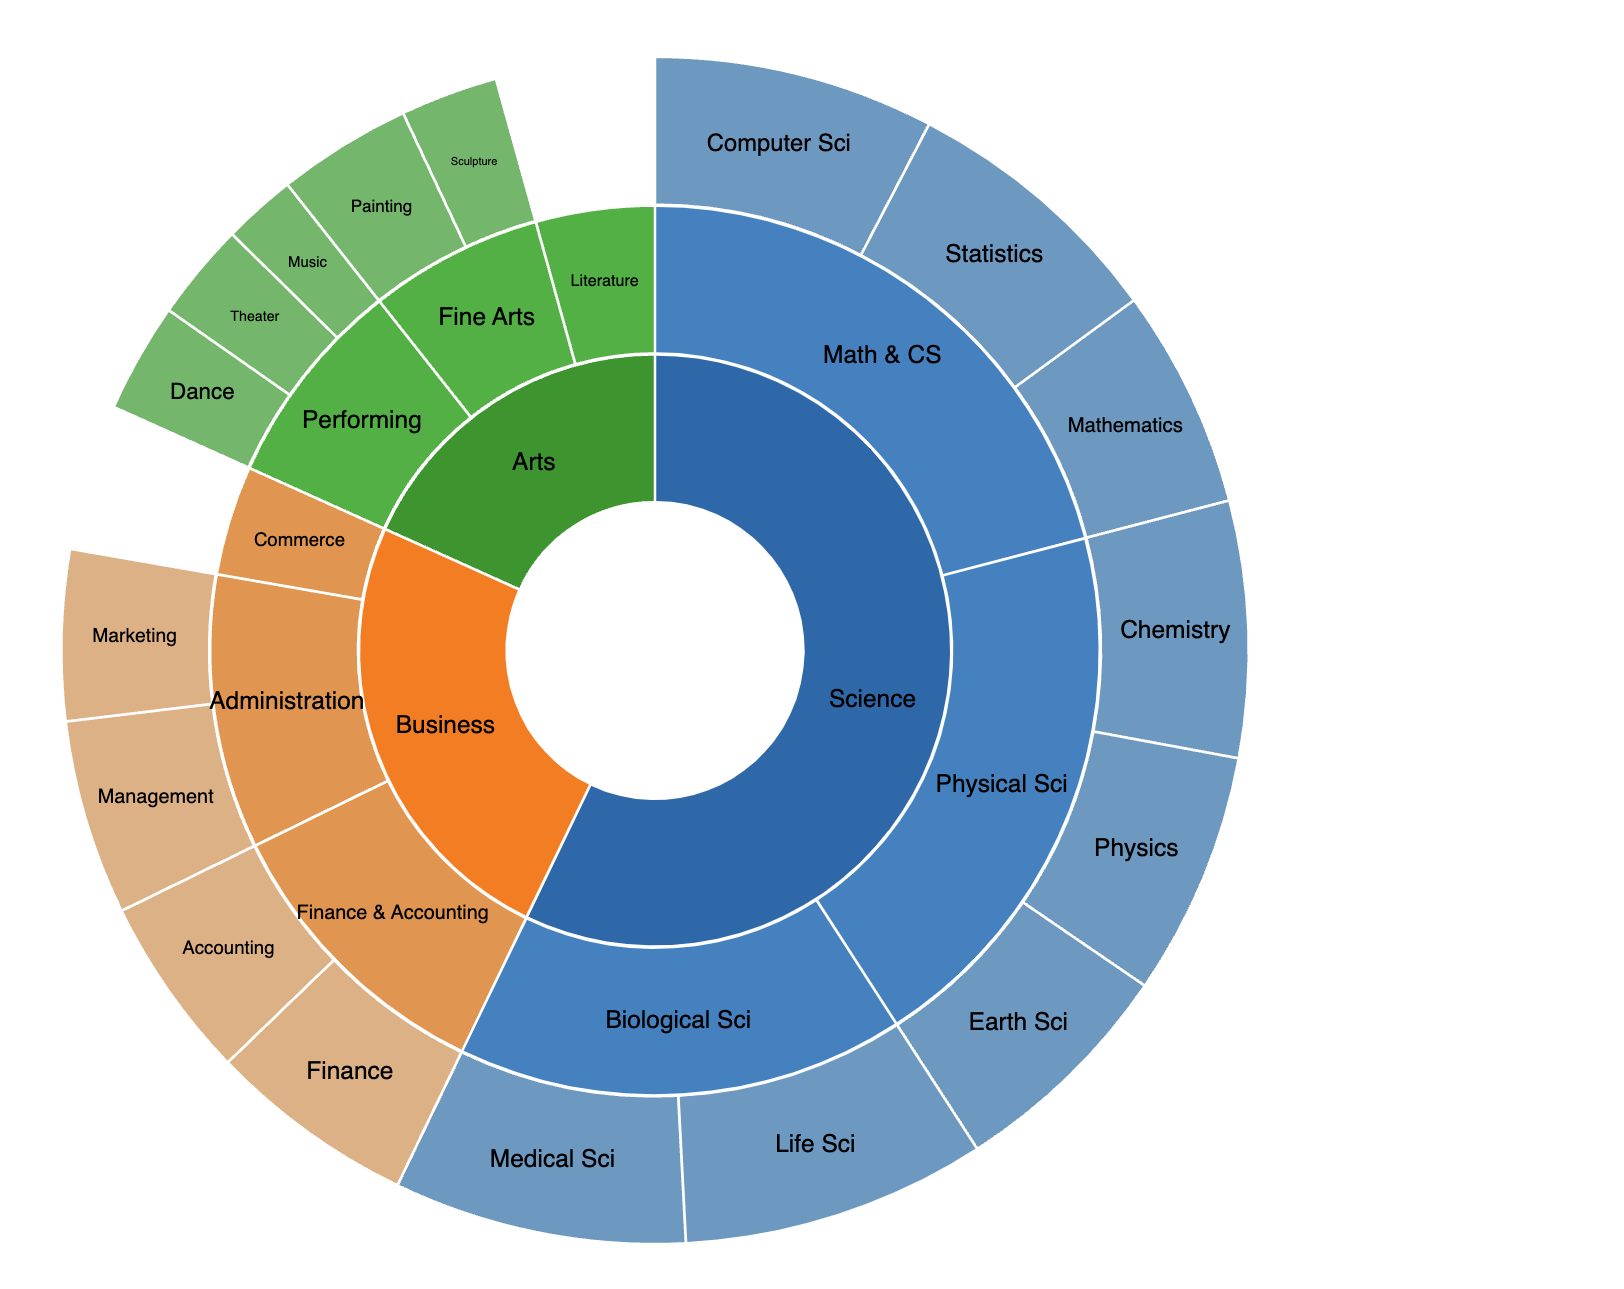 Computer Sci
Sculpture
Painting
Statistics
Music
Literature
Theater
Fine Arts
Math & CS
Dance
Performing
Mathematics
Arts
Commerce
Chemistry
Marketing
Science
Administration
Business
Physical Sci
Management
Physics
Finance & Accounting
Accounting
Biological Sci
Earth Sci
Finance
Life Sci
Medical Sci